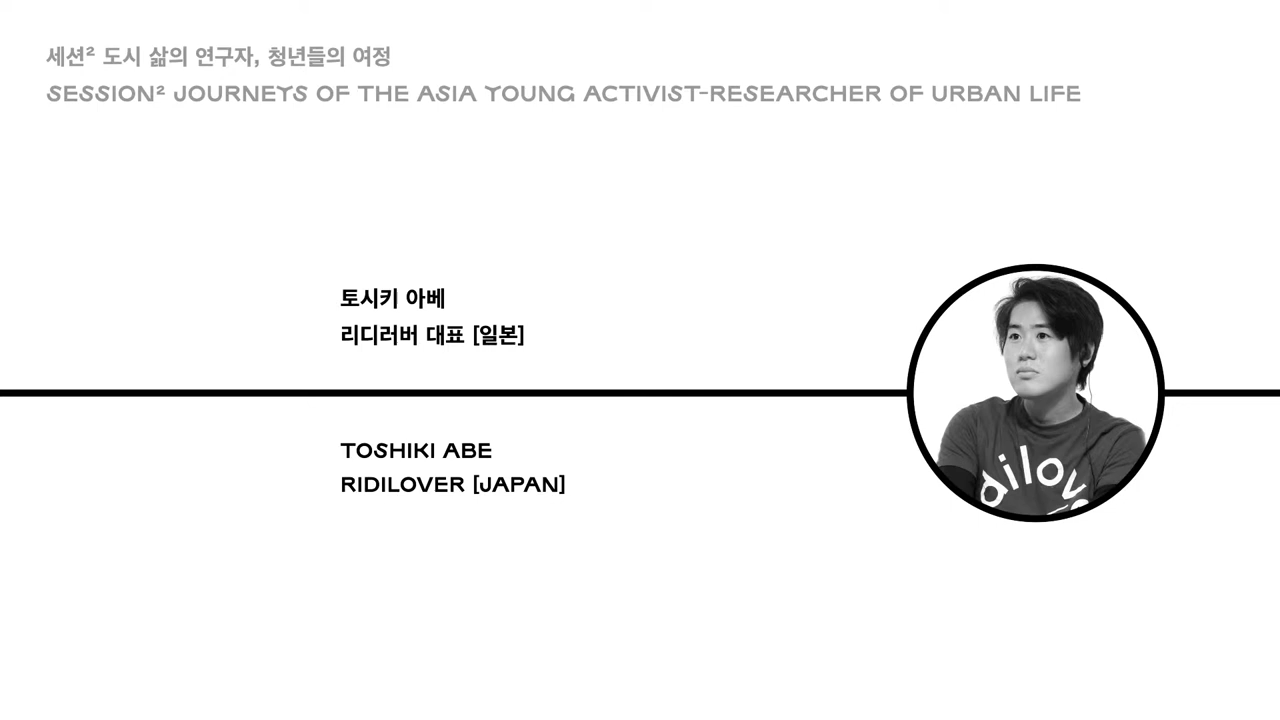 세션² 도시 삶의 연구자, 청년들의 여정
SESSION² JOURNEYS OF THE ASIA YOUNG ACTIVIST-RESEARCHER OF URBAN LIFE
토시키 아베
리디러버 대표 [일본]
TOSHIKI ABE
RIDILOVER [JAPAN]
dilov